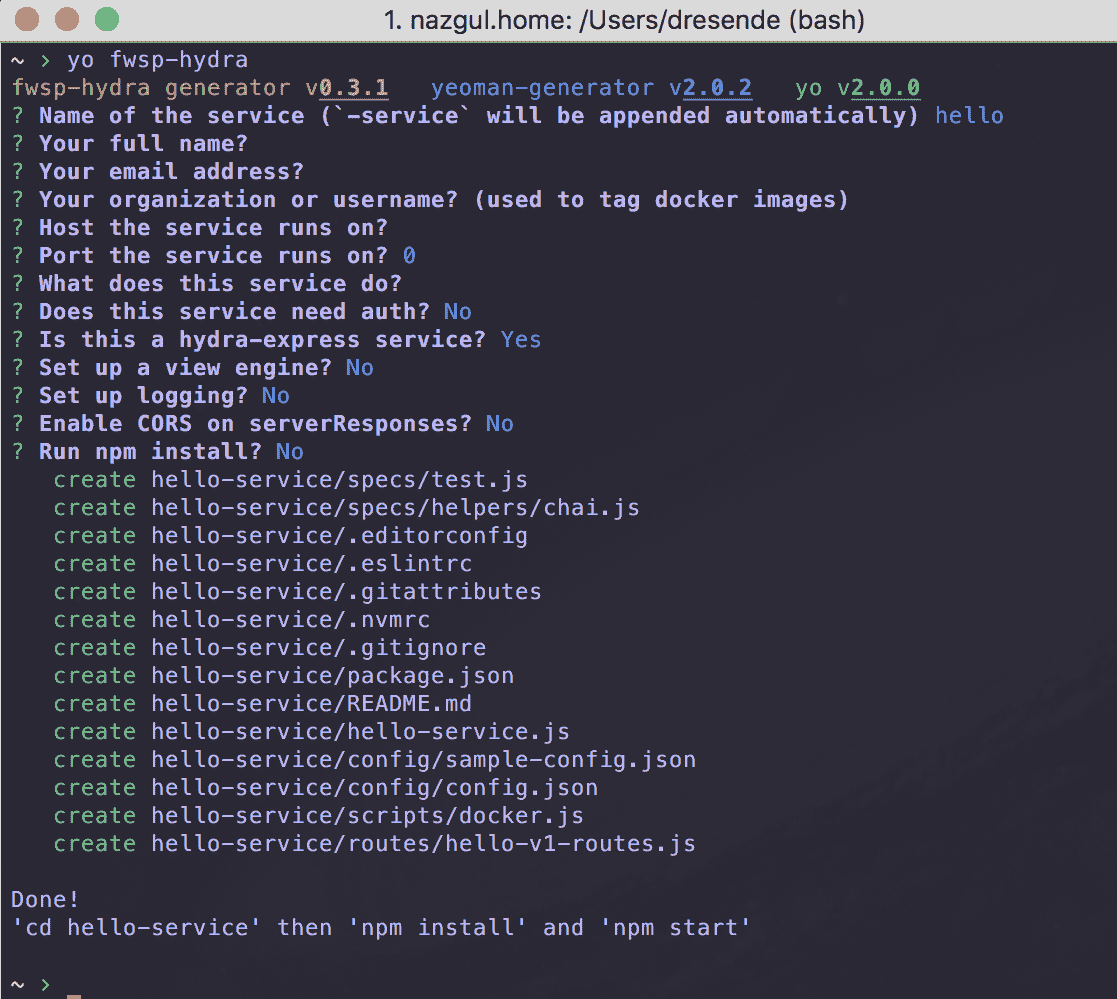 1. nazgul.home: /Users/dresende (bash)
~ › yo fwsp-hydra
fwsp-hydra generator v0.3.1   yeoman-generator v2.0.2   yo v2.0.0
? Name of the service (`-service` will be appended automatically) hello
? Your full name?
? Your email address?
? Your organization or username? (used to tag docker images)
? Host the service runs on?
? Port the service runs on? 0
? What does this service do?
? Does this service need auth? No
? Is this a hydra-express service? Yes
? Set up a view engine? No
? Set up logging? No
? Enable CORS on serverResponses? No
? Run npm install? No
   create hello-service/specs/test.js
   create hello-service/specs/helpers/chai.js
   create hello-service/.editorconfig
   create hello-service/.eslintrc
   create hello-service/.gitattributes
   create hello-service/.nvmrc
   create hello-service/.gitignore
   create hello-service/package.json
   create hello-service/README.md
   create hello-service/hello-service.js
   create hello-service/config/sample-config.json
   create hello-service/config/config.json
   create hello-service/scripts/docker.js
   create hello-service/routes/hello-v1-routes.js
Done!
'cd hello-service' then 'npm install' and 'npm start'
~ ›